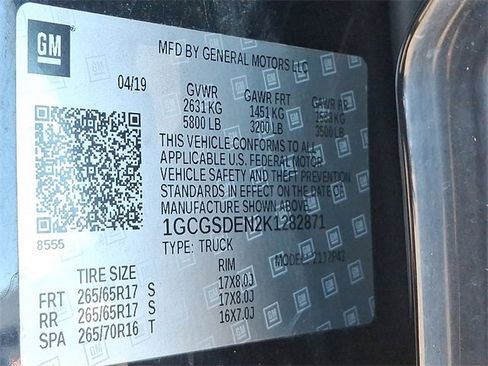 GM
MFD BY GENERAL MOTORS LLC
04/19
GVWR GAWR FRT GAWR RR
2631 KG 1451 KG 1588 KG
5800 LB 3200 LB 3500 LB
THIS VEHICLE CONFORMS TO ALL
APPLICABLE U.S. FEDERAL MOTOR
VEHICLE SAFETY AND THEFT PREVENTION
STANDARDS IN EFFECT ON THE DATE OF
MANUFACTURE SHOWN ABOVE.
8555
1GCGSDEN2K1282871
TYPE: TRUCK MODEL:
TIRE SIZE RIM
FRT 265/65R17 S 17X8.0J
RR 265/65R17 S 17X8.0J
SPA 265/70R16 T 16X7.0J